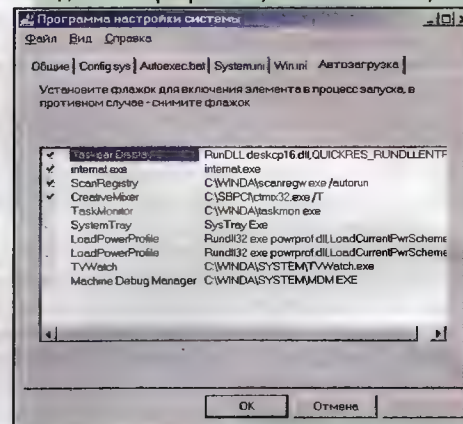 Программа настройки системы
Файл Вид Справка
Общие Config.sys Autoexec.bat System.ini Win.ini Автозагрузка
Установите флажок для включения элемента в процесс запуска, в
противном случае - снимите флажок
Taskbar Display RunDLL deskcp16.dll,QUICKRES_RUNDLLENTR
internat.exe internat.exe
ScanRegistry C:\WINDA\scanregw.exe /autorun
CreativeMixer C:\SBPCI\ctmix32.exe /T
TaskMonitor C:\WINDA\taskmon.exe
SystemTray SysTray.Exe
LoadPowerProfile Rundll32.exe powrprof.dll,LoadCurrentPwrScheme
LoadPowerProfile Rundll32.exe powrprof.dll,LoadCurrentPwrScheme
TVWatch C:\WINDA\SYSTEM\TVWatch.exe
Machine Debug Manager C:\WINDA\SYSTEM\MDM.EXE
OK Отмена